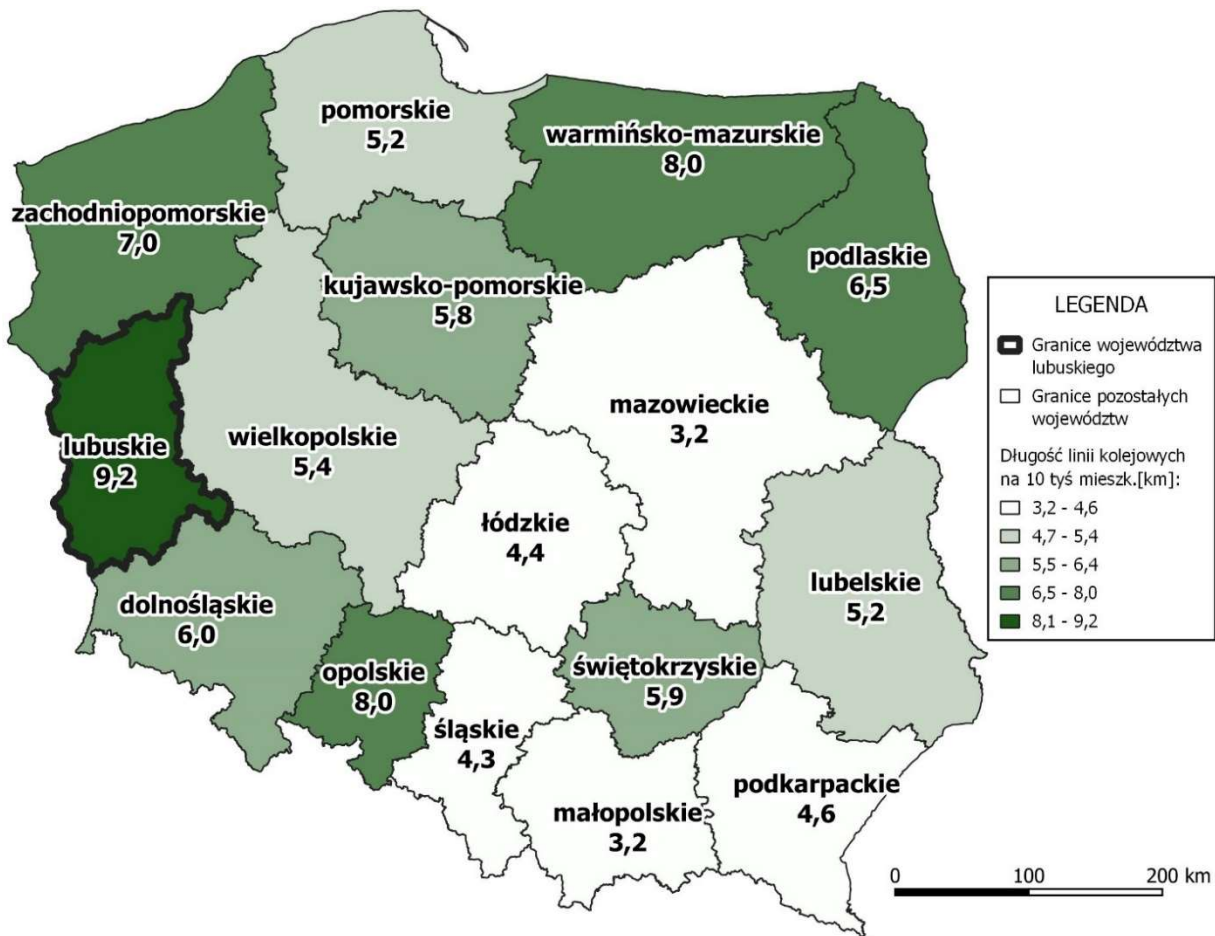 pomorskie
5,2
warmińsko-mazurskie
8,0
zachodniopomorskie
7,0
podlaskie
6,5
kujawsko-pomorskie
5,8
mazowieckie
3,2
wielkopolskie
5,4
lubuskie
9,2
łódzkie
4,4
lubelskie
5,2
dolnośląskie
6,0
opolskie
8,0
świętokrzyskie
5,9
śląskie
4,3
podkarpackie
4,6
małopolskie
3,2
LEGENDA
Granice województwa
lubuskiego
Granice pozostałych
województw
Długość linii kolejowych
na 10 tyś mieszk.[km]:
3,2 - 4,6
4,7 - 5,4
5,5 - 6,4
6,5 - 8,0
8,1 - 9,2
0 100 200 km